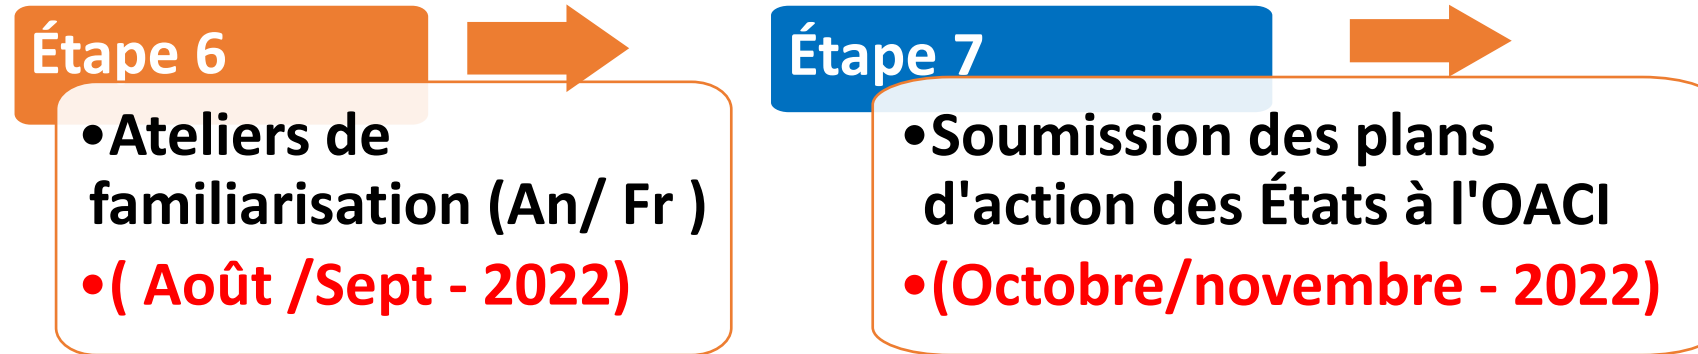 Étape 6
•Ateliers de
familiarisation (An/ Fr )
•( Août /Sept - 2022)
Étape 7
•Soumission des plans
d'action des États à l'OACI
•(Octobre/novembre - 2022)